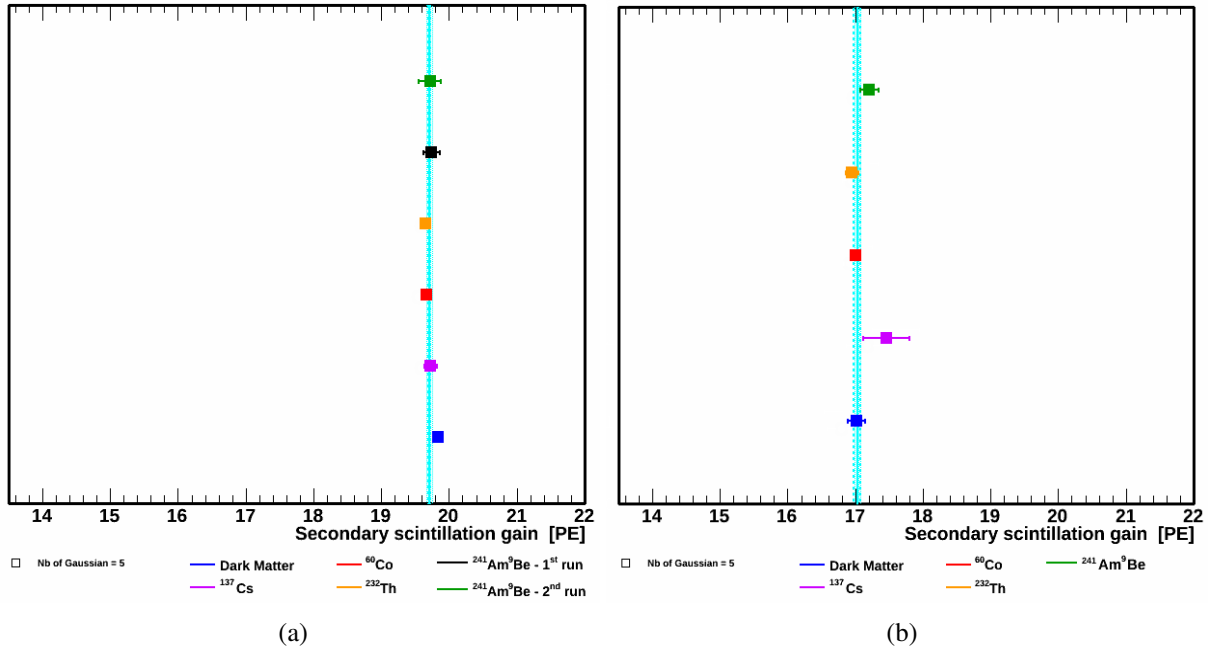 14 15 16 17 18 19 20 21 22
Secondary scintillation gain [PE]
Nb of Gaussian = 5
Dark Matter
⁶⁰Co
²⁴¹Am⁹Be - 1ˢᵗ run
¹³⁷Cs
²³²Th
²⁴¹Am⁹Be - 2ⁿᵈ run
(a)
14 15 16 17 18 19 20 21 22
Secondary scintillation gain [PE]
Nb of Gaussian = 5
Dark Matter
⁶⁰Co
²⁴¹Am⁹Be
¹³⁷Cs
²³²Th
(b)